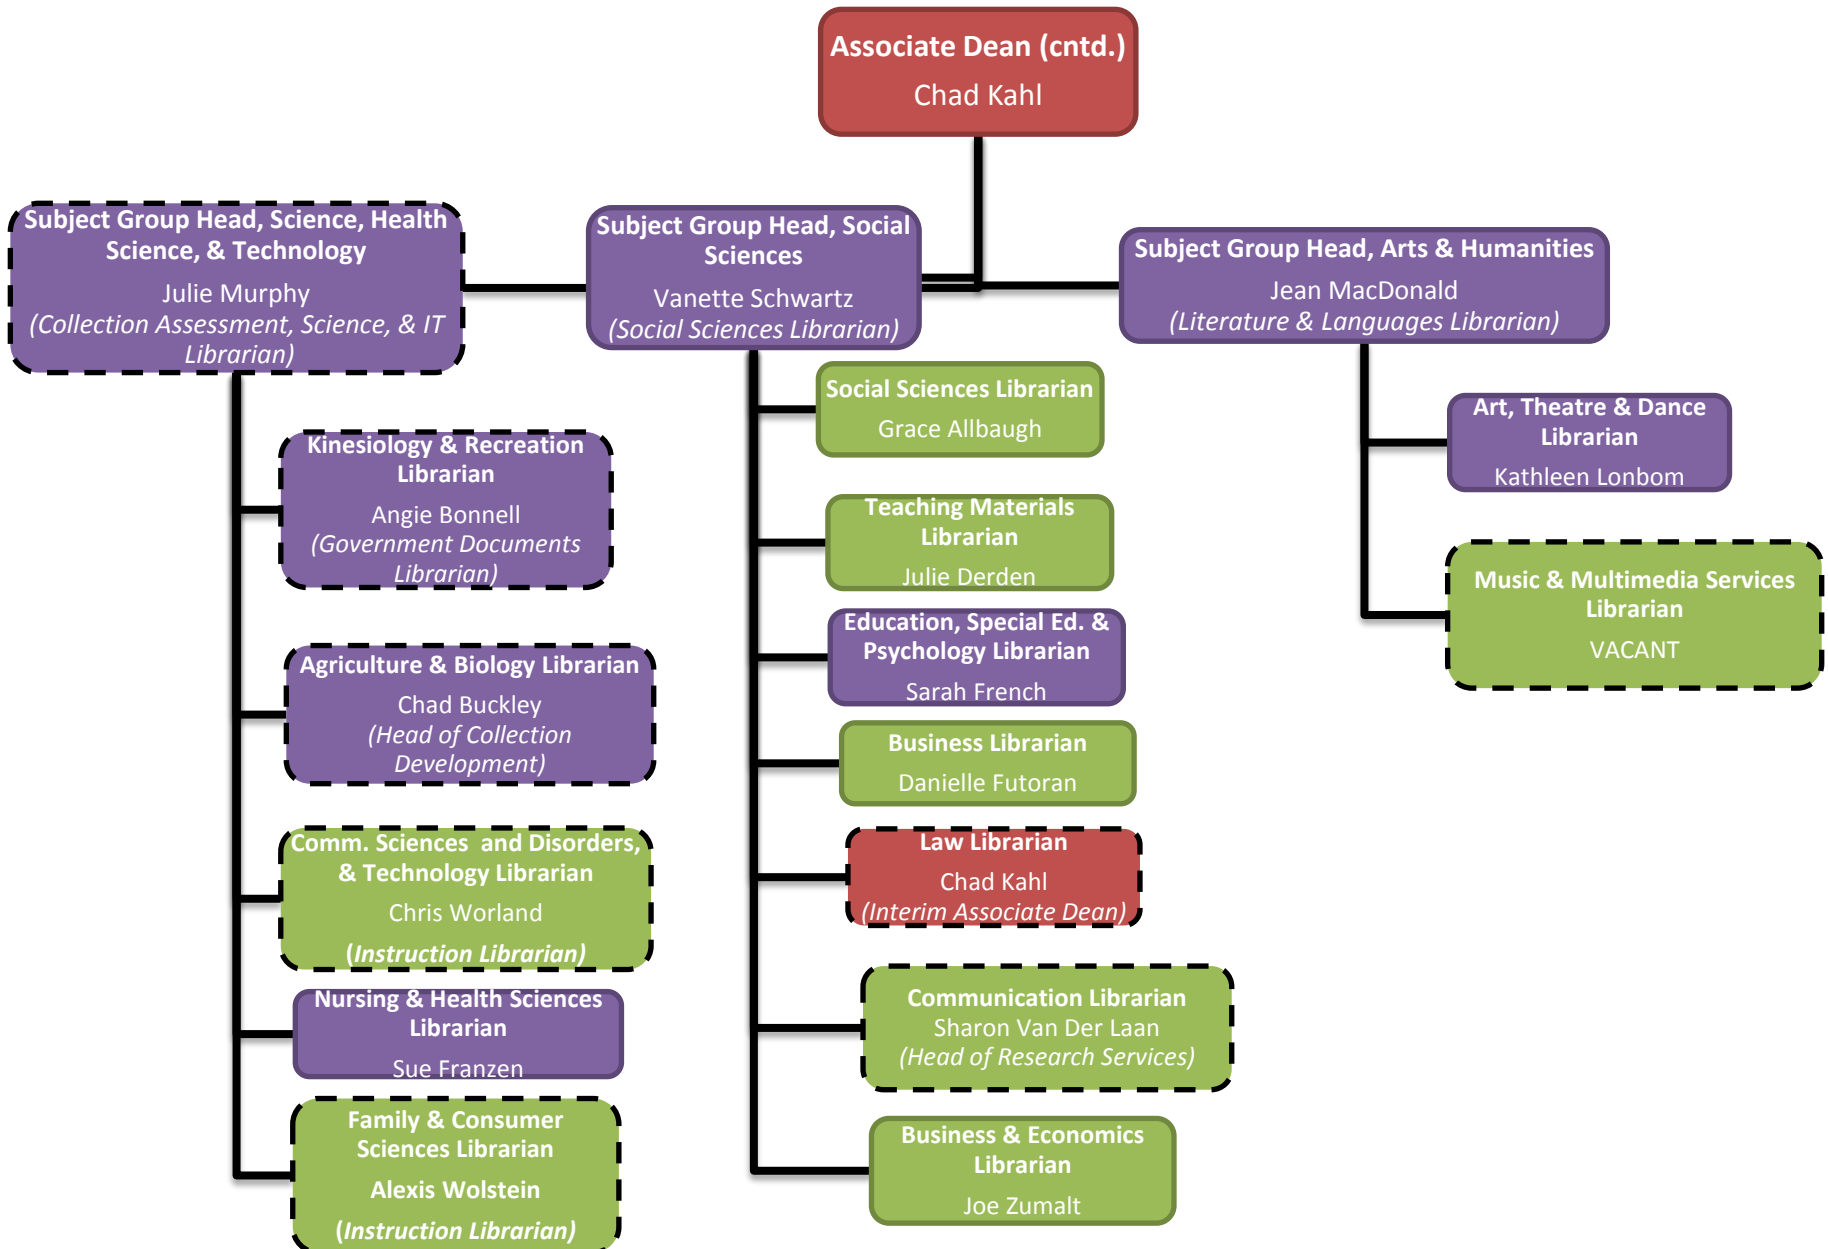 Associate Dean (cntd.)
Chad Kahl
Subject Group Head, Science, Health
Science, & Technology
Julie Murphy
(Collection Assessment, Science, & IT
Librarian)
Subject Group Head, Social
Sciences
Vanette Schwartz
(Social Sciences Librarian)
Subject Group Head, Arts & Humanities
Jean MacDonald
(Literature & Languages Librarian)
Kinesiology & Recreation
Librarian
Angie Bonnell
(Government Documents
Librarian)
Agriculture & Biology Librarian
Chad Buckley
(Head of Collection
Development)
Comm. Sciences  and Disorders,
& Technology Librarian
Chris Worland
(Instruction Librarian)
Nursing & Health Sciences
Librarian
Sue Franzen
Family & Consumer
Sciences Librarian
Alexis Wolstein
(Instruction Librarian)
Social Sciences Librarian
Grace Allbaugh
Teaching Materials
Librarian
Julie Derden
Education, Special Ed. &
Psychology Librarian
Sarah French
Business Librarian
Danielle Futoran
Law Librarian
Chad Kahl
(Interim Associate Dean)
Communication Librarian
Sharon Van Der Laan
(Head of Research Services)
Business & Economics
Librarian
Joe Zumalt
Art, Theatre & Dance
Librarian
Kathleen Lonbom
Music & Multimedia Services
Librarian
VACANT